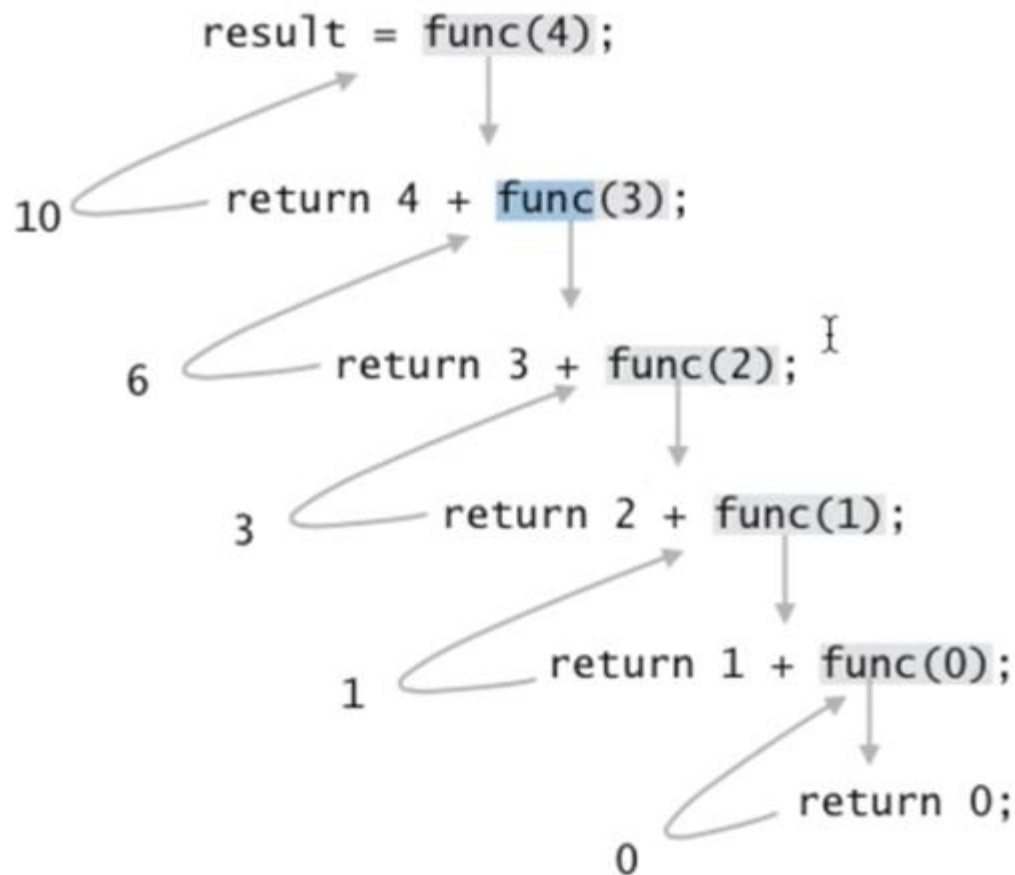 result = func(4);
10 return 4 + func(3);
6 return 3 + func(2);
3 return 2 + func(1);
1 return 1 + func(0);
return 0;
0